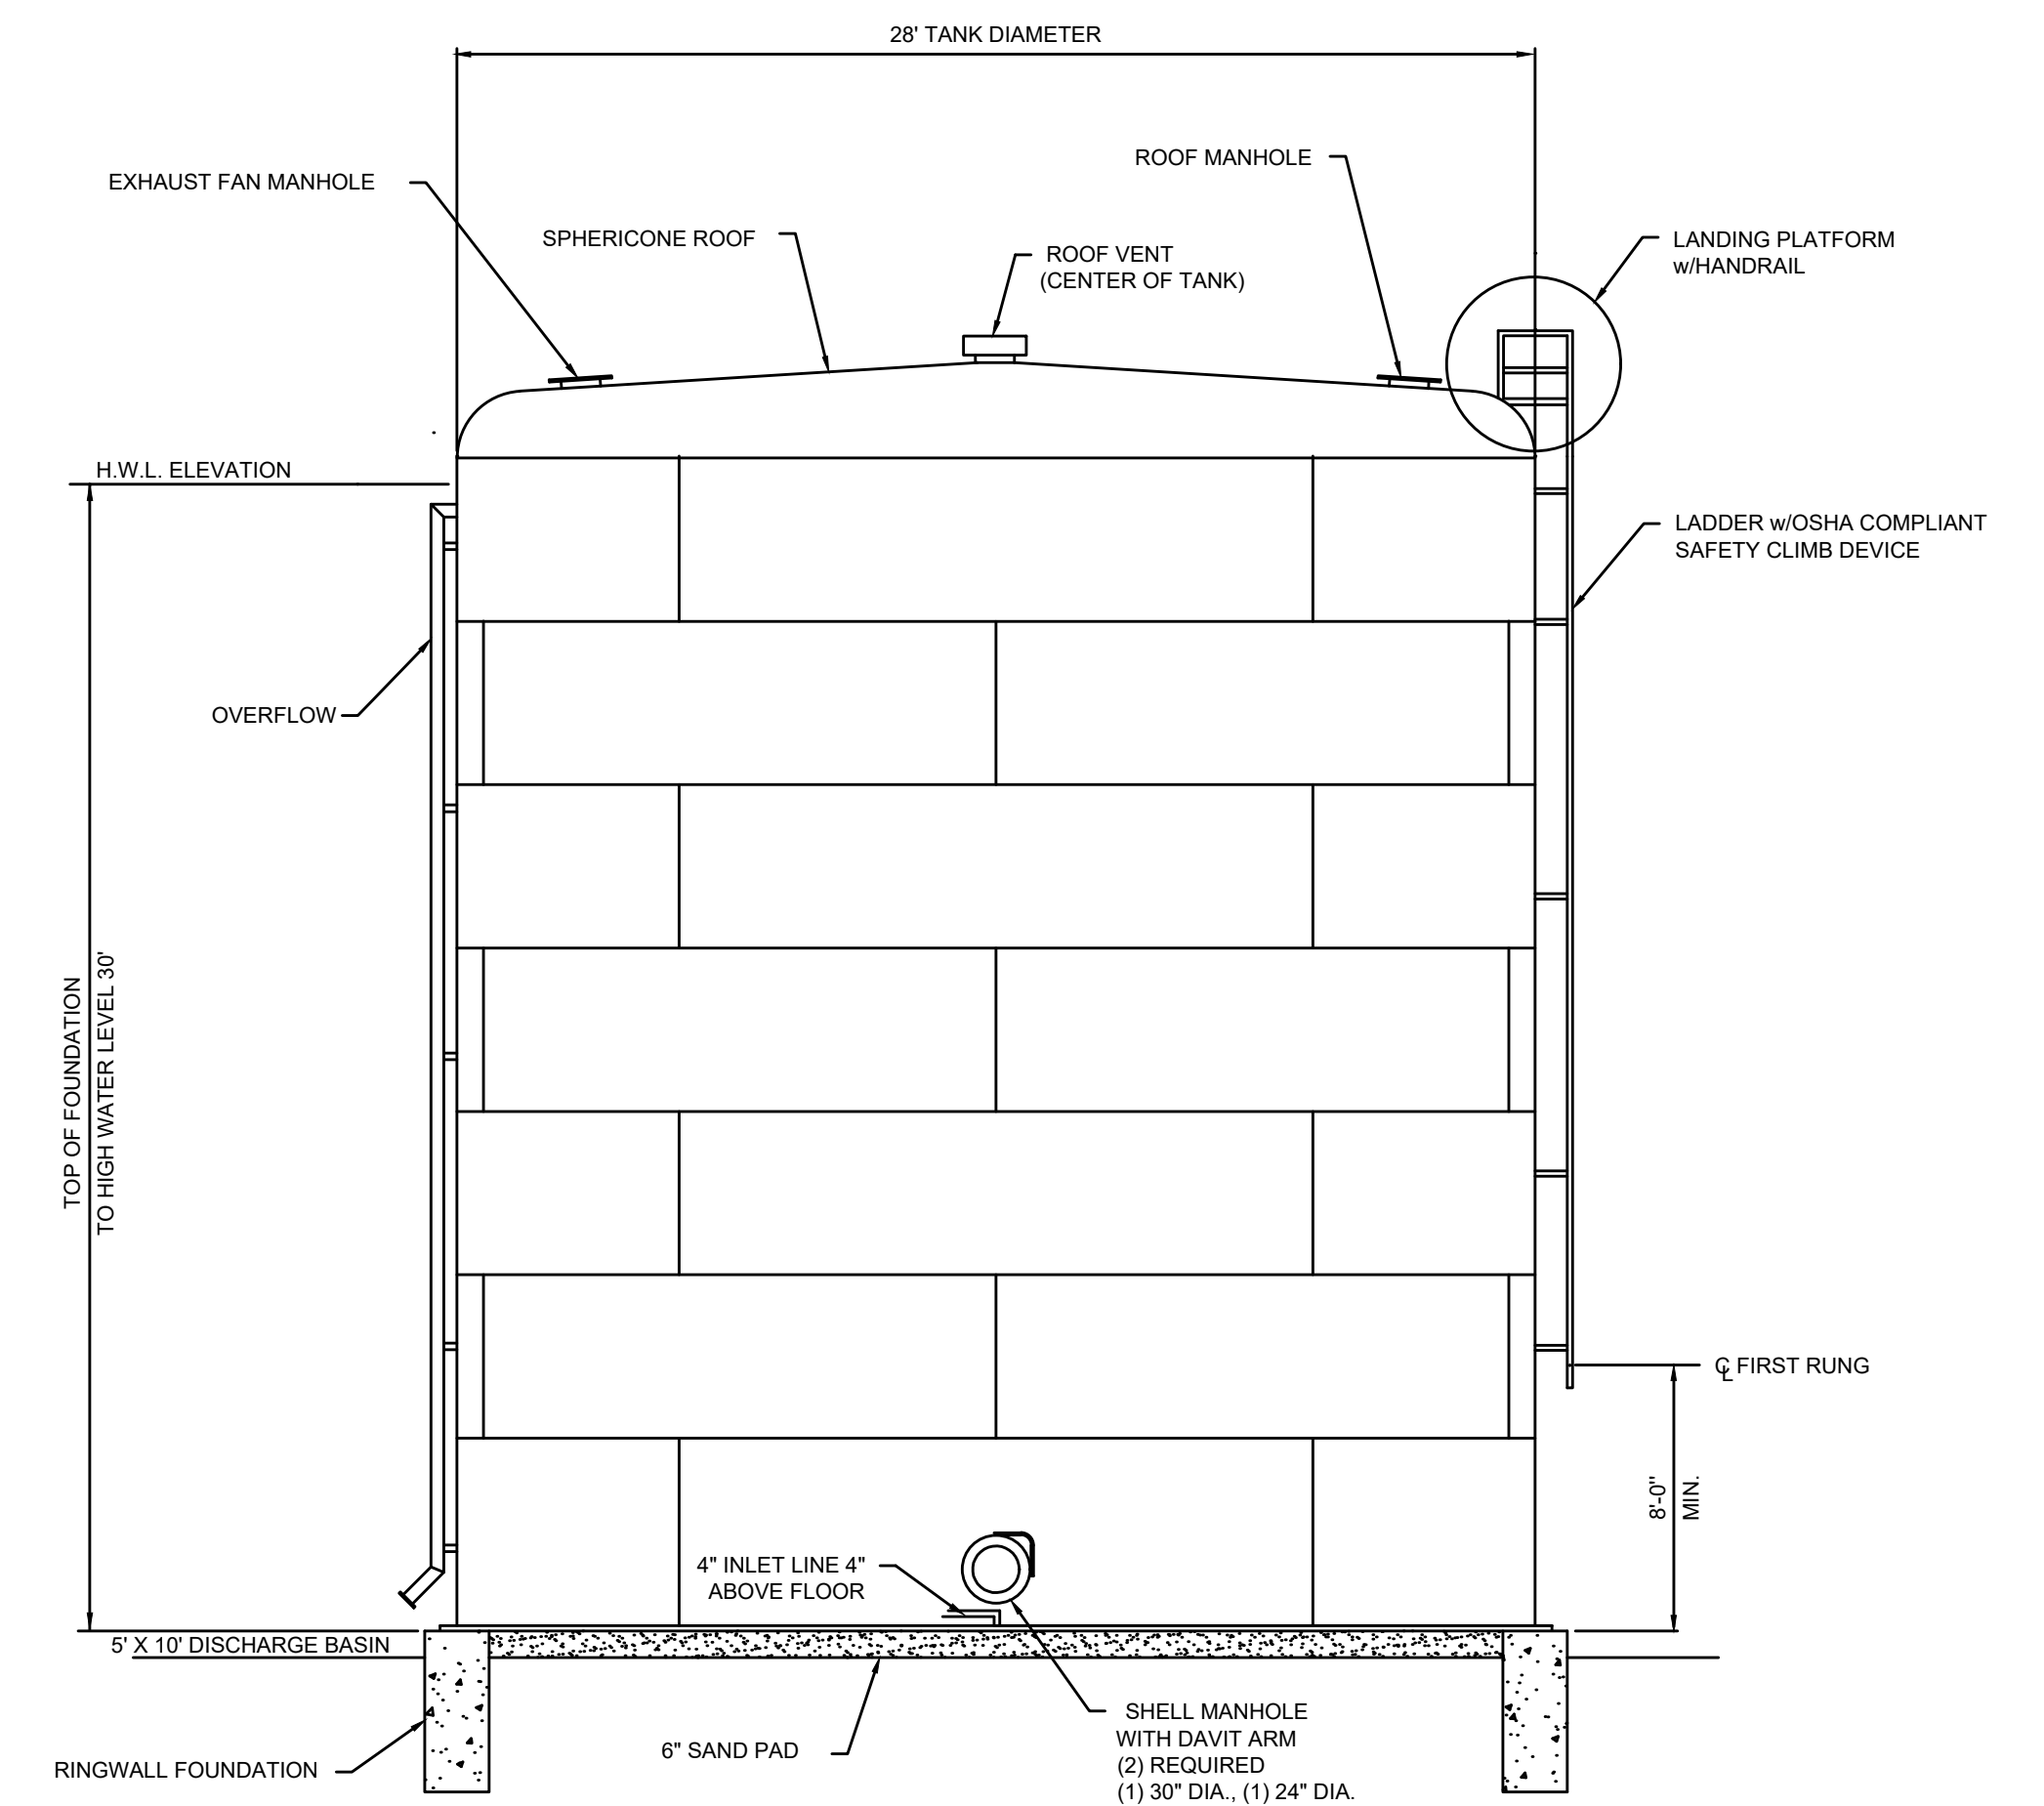 28' TANK DIAMETER
ROOF MANHOLE
EXHAUST FAN MANHOLE
SPHERICONE ROOF
ROOF VENT
(CENTER OF TANK)
LANDING PLATFORM
w/HANDRAIL
H.W.L. ELEVATION
LADDER w/OSHA COMPLIANT
SAFETY CLIMB DEVICE
OVERFLOW
TOP OF FOUNDATION
TO HIGH WATER LEVEL 30'
℄ FIRST RUNG
8'-0"
MIN.
4" INLET LINE 4"
ABOVE FLOOR
5' X 10' DISCHARGE BASIN
SHELL MANHOLE
WITH DAVIT ARM
(2) REQUIRED
(1) 30" DIA., (1) 24" DIA.
6" SAND PAD
RINGWALL FOUNDATION